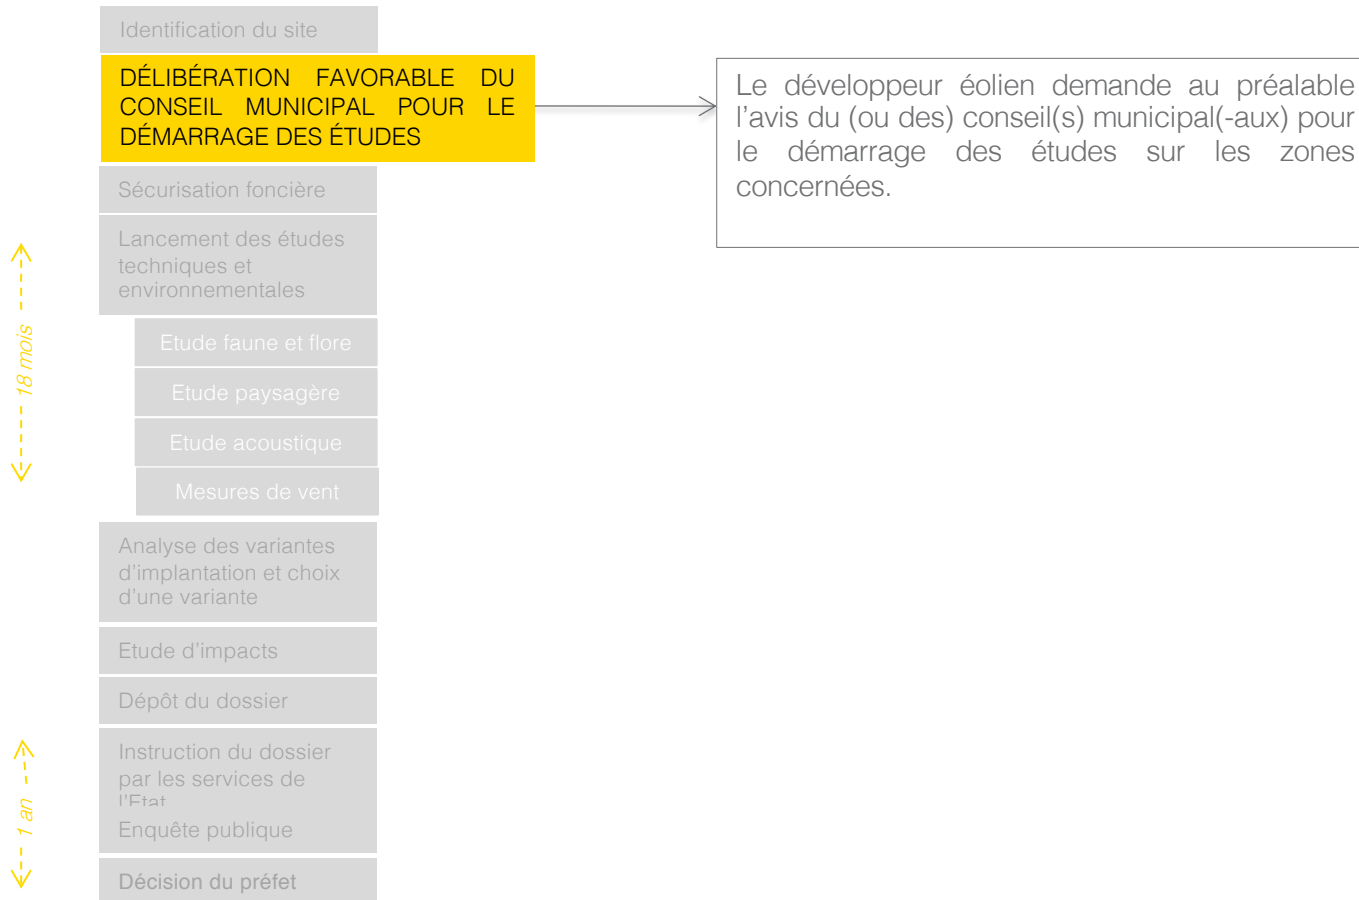 Identification du site
DÉLIBÉRATION FAVORABLE DU
CONSEIL MUNICIPAL POUR LE
DÉMARRAGE DES ÉTUDES
Le développeur éolien demande au préalable
l’avis du (ou des) conseil(s) municipal(-aux) pour
le démarrage des études sur les zones
concernées.
Sécurisation foncière
Lancement des études
techniques et
environnementales
18 mois
Etude faune et flore
Etude paysagère
Etude acoustique
Mesures de vent
Analyse des variantes
d’implantation et choix
d’une variante
Etude d’impacts
Dépôt du dossier
1 an
Instruction du dossier
par les services de
l’Etat
Enquête publique
Décision du préfet